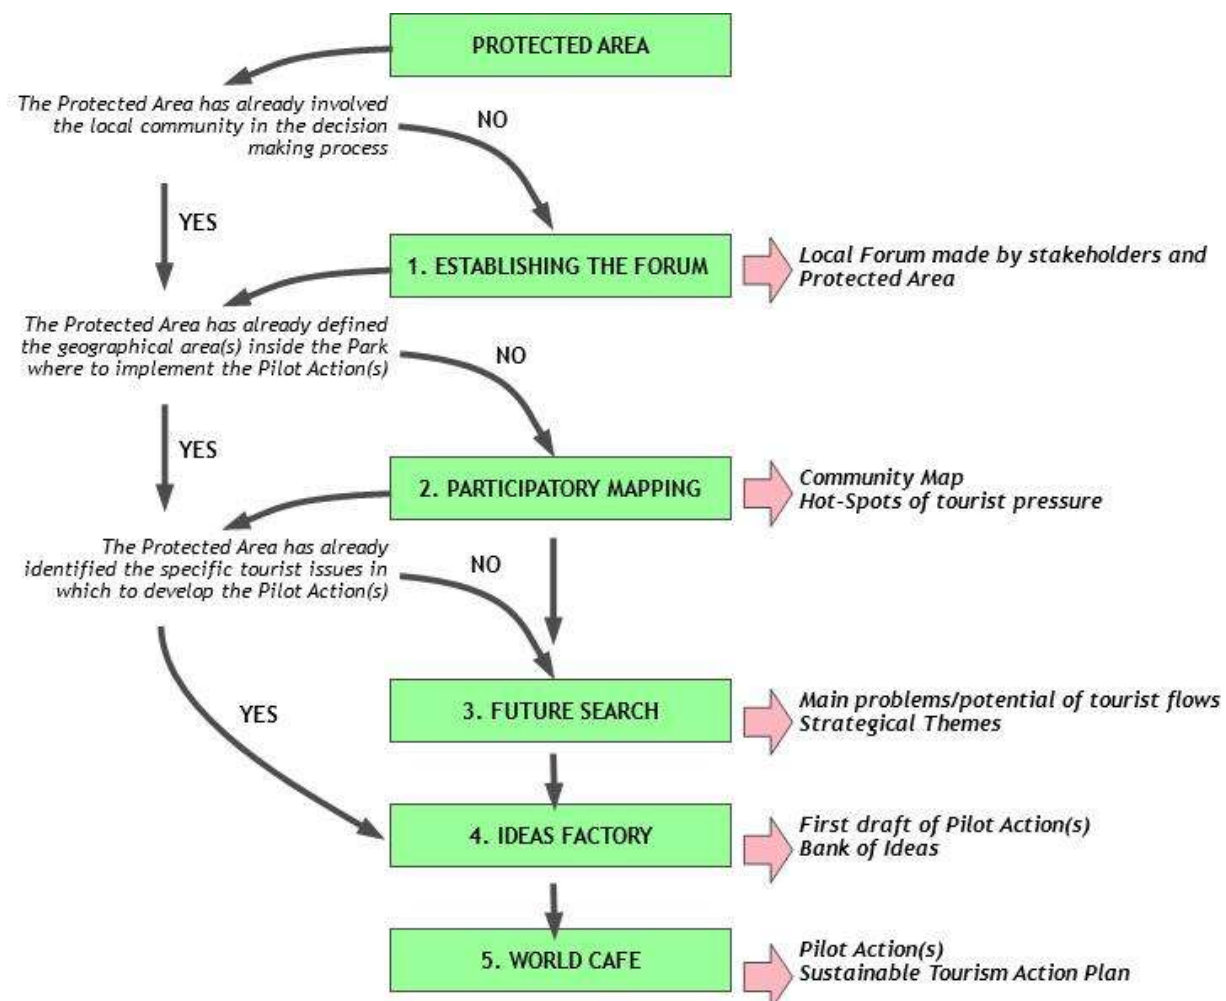 PROTECTED AREA
The Protected Area has already involved
the local community in the decision
making process
NO
YES
1. ESTABLISHING THE FORUM
Local Forum made by stakeholders and
Protected Area
The Protected Area has already defined
the geographical area(s) inside the Park
where to implement the Pilot Action(s)
NO
YES
2. PARTICIPATORY MAPPING
Community Map
Hot-Spots of tourist pressure
The Protected Area has already
identified the specific tourist issues in
which to develop the Pilot Action(s)
NO
YES
3. FUTURE SEARCH
Main problems/potential of tourist flows
Strategical Themes
4. IDEAS FACTORY
First draft of Pilot Action(s)
Bank of Ideas
5. WORLD CAFE
Pilot Action(s)
Sustainable Tourism Action Plan